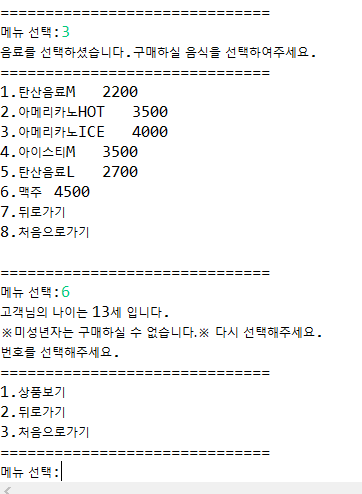 ==============================
메뉴 선택:3
음료를 선택하셨습니다.구매하실 음식을 선택하여주세요.
==============================
1.탄산음료M   2200
2.아메리카노HOT   3500
3.아메리카노ICE   4000
4.아이스티M   3500
5.탄산음료L   2700
6.맥주  4500
7.뒤로가기
8.처음으로가기
==============================
메뉴 선택:6
고객님의 나이는 13세 입니다.
※미성년자는 구매하실 수 없습니다.※ 다시 선택해주세요.
번호를 선택해주세요.
==============================
1.상품보기
2.뒤로가기
3.처음으로가기
==============================
메뉴 선택: